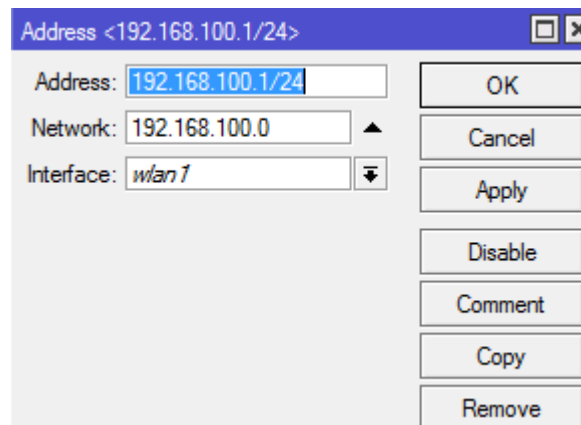 Address <192.168.100.1/24>
Address: 192.168.100.1/24
OK
Network: 192.168.100.0
Cancel
Interface: wlan1
Apply
Disable
Comment
Copy
Remove